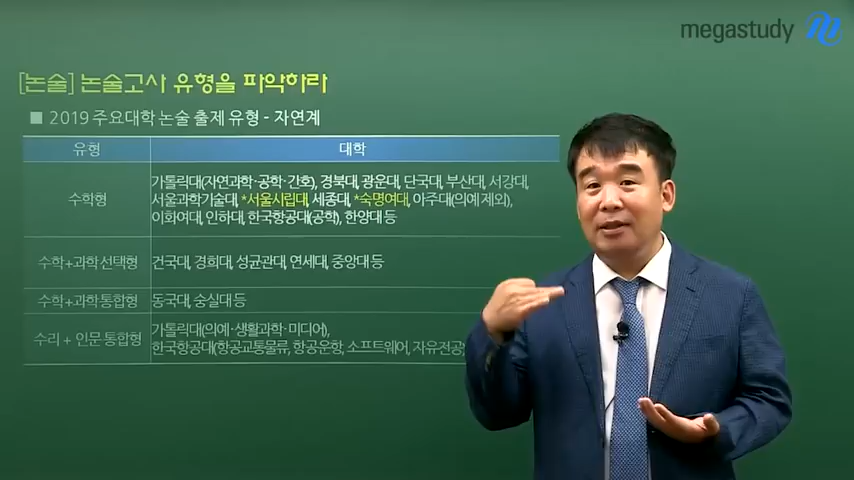 megastudy
[논술] 논술고사 유형을 파악하라
■ 2019 주요대학 논술 출제 유형 - 자연계
유형 대학
수학형
가톨릭대(자연과학·공학·간호), 경북대, 광운대, 단국대, 부산대, 서강대,
서울과학기술대, *서울시립대, 세종대, *숙명여대, 아주대(의예 제외),
이화여대, 인하대, 한국항공대(공학), 한양대 등
수학+과학 선택형 건국대, 경희대, 성균관대, 연세대, 중앙대 등
수학+과학 통합형 동국대, 숭실대 등
수리 + 인문 통합형
가톨릭대(의예·생활과학·미디어),
한국항공대(항공교통물류, 항공운항, 소프트웨어, 자유전공